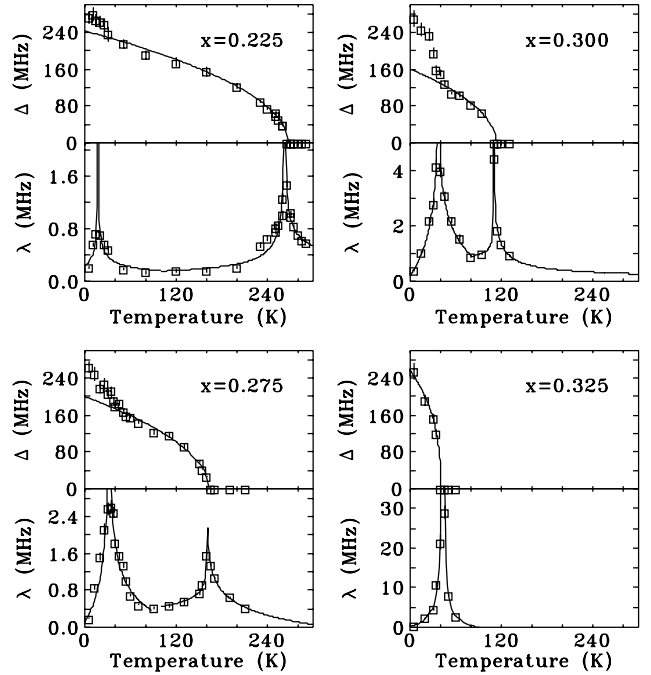 240
160
80
0
Δ (MHz)
x=0.225
1.6
0.8
0.0
λ (MHz)
0 120 240
Temperature (K)
240
160
80
0
Δ (MHz)
x=0.300
4
2
0
λ (MHz)
0 120 240
Temperature (K)
240
160
80
0
Δ (MHz)
x=0.275
2.4
1.6
0.8
0.0
λ (MHz)
0 120 240
Temperature (K)
240
160
80
0
Δ (MHz)
x=0.325
30
20
10
0
λ (MHz)
0 120 240
Temperature (K)